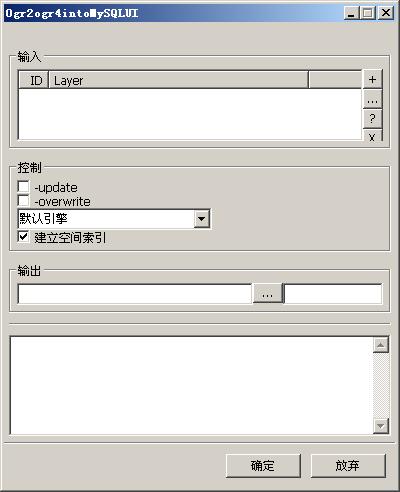 Ogr2ogr4intoMySQLUI
输入
ID Layer +
...
?
X
控制
-update
-overwrite
默认引擎
建立空间索引
输出
...
确定 放弃